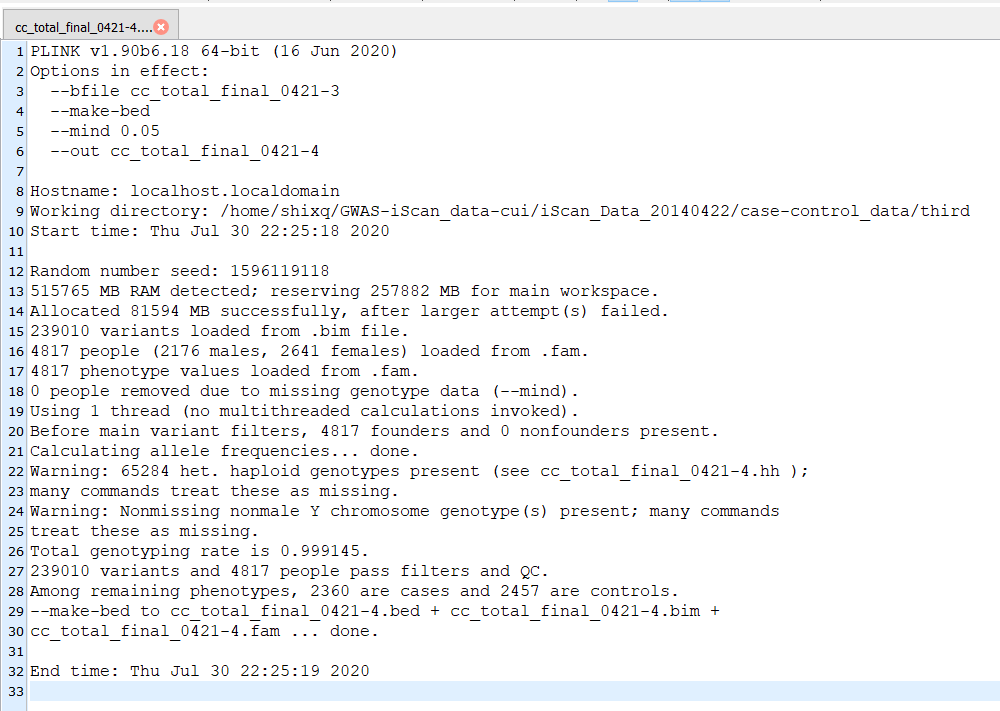 cc_total_final_0421-4....
1 PLINK v1.90b6.18 64-bit (16 Jun 2020)
2 Options in effect:
3   --bfile cc_total_final_0421-3
4   --make-bed
5   --mind 0.05
6   --out cc_total_final_0421-4
7
8 Hostname: localhost.localdomain
9 Working directory: /home/shixq/GWAS-iScan_data-cui/iScan_Data_20140422/case-control_data/third
10 Start time: Thu Jul 30 22:25:18 2020
11
12 Random number seed: 1596119118
13 515765 MB RAM detected; reserving 257882 MB for main workspace.
14 Allocated 81594 MB successfully, after larger attempt(s) failed.
15 239010 variants loaded from .bim file.
16 4817 people (2176 males, 2641 females) loaded from .fam.
17 4817 phenotype values loaded from .fam.
18 0 people removed due to missing genotype data (--mind).
19 Using 1 thread (no multithreaded calculations invoked).
20 Before main variant filters, 4817 founders and 0 nonfounders present.
21 Calculating allele frequencies... done.
22 Warning: 65284 het. haploid genotypes present (see cc_total_final_0421-4.hh );
23 many commands treat these as missing.
24 Warning: Nonmissing nonmale Y chromosome genotype(s) present; many commands
25 treat these as missing.
26 Total genotyping rate is 0.999145.
27 239010 variants and 4817 people pass filters and QC.
28 Among remaining phenotypes, 2360 are cases and 2457 are controls.
29 --make-bed to cc_total_final_0421-4.bed + cc_total_final_0421-4.bim +
30 cc_total_final_0421-4.fam ... done.
31
32 End time: Thu Jul 30 22:25:19 2020
33